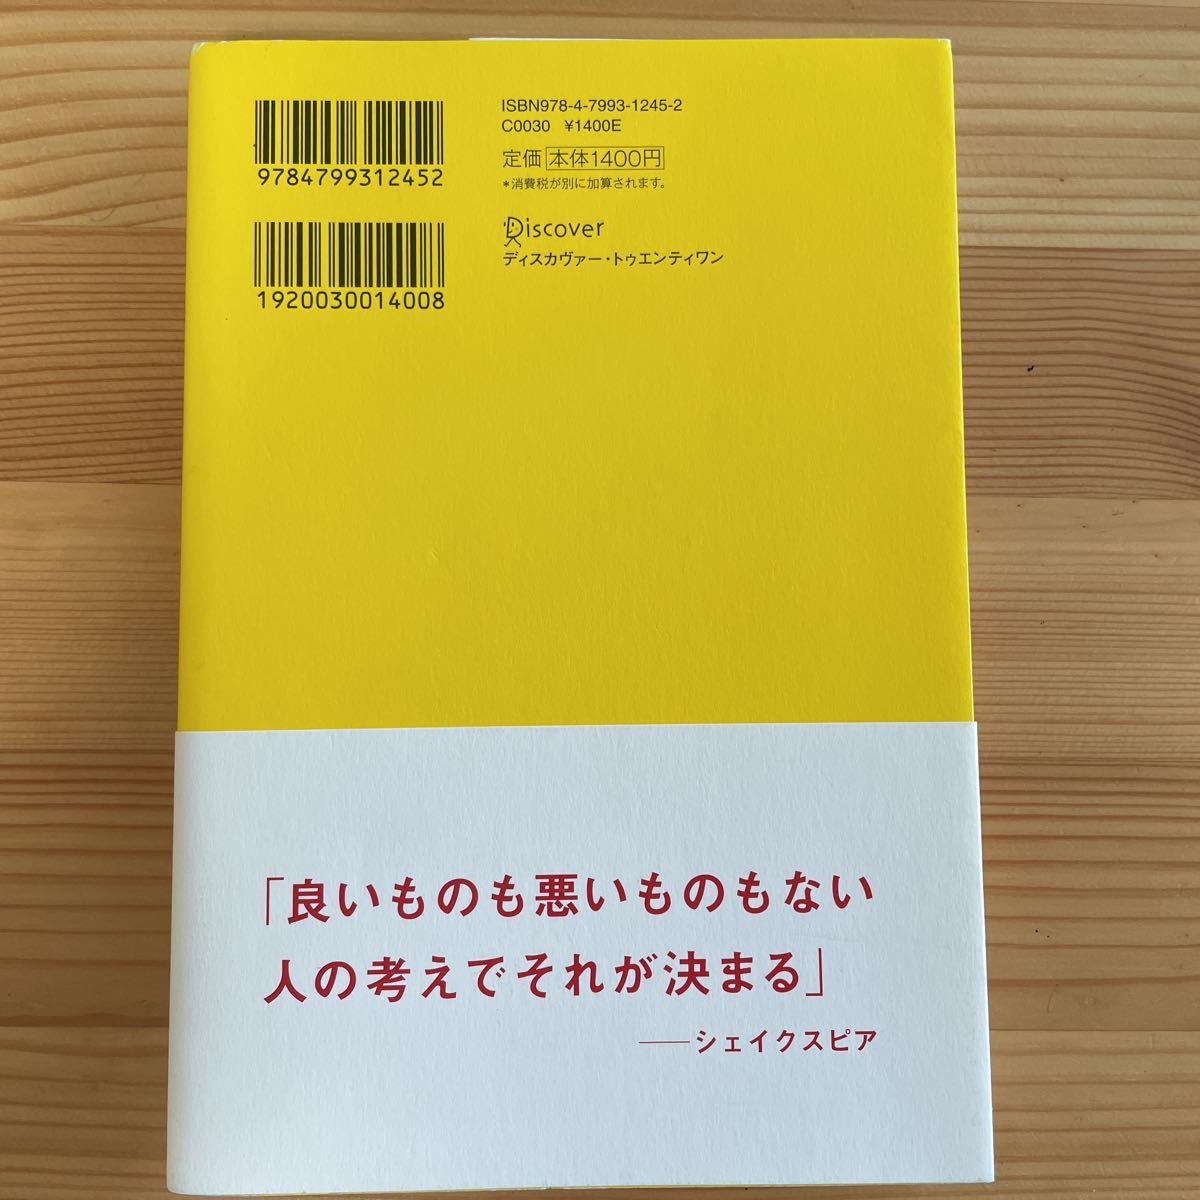 9784799312452
1920030014008
ISBN978-4-7993-1245-2
C0030 ¥1400E
定価 本体1400円
*消費税が別に加算されます。
Discover
ディスカヴァー・トゥエンティワン
「良いものも悪いものもない
人の考えでそれが決まる」
──シェイクスピア